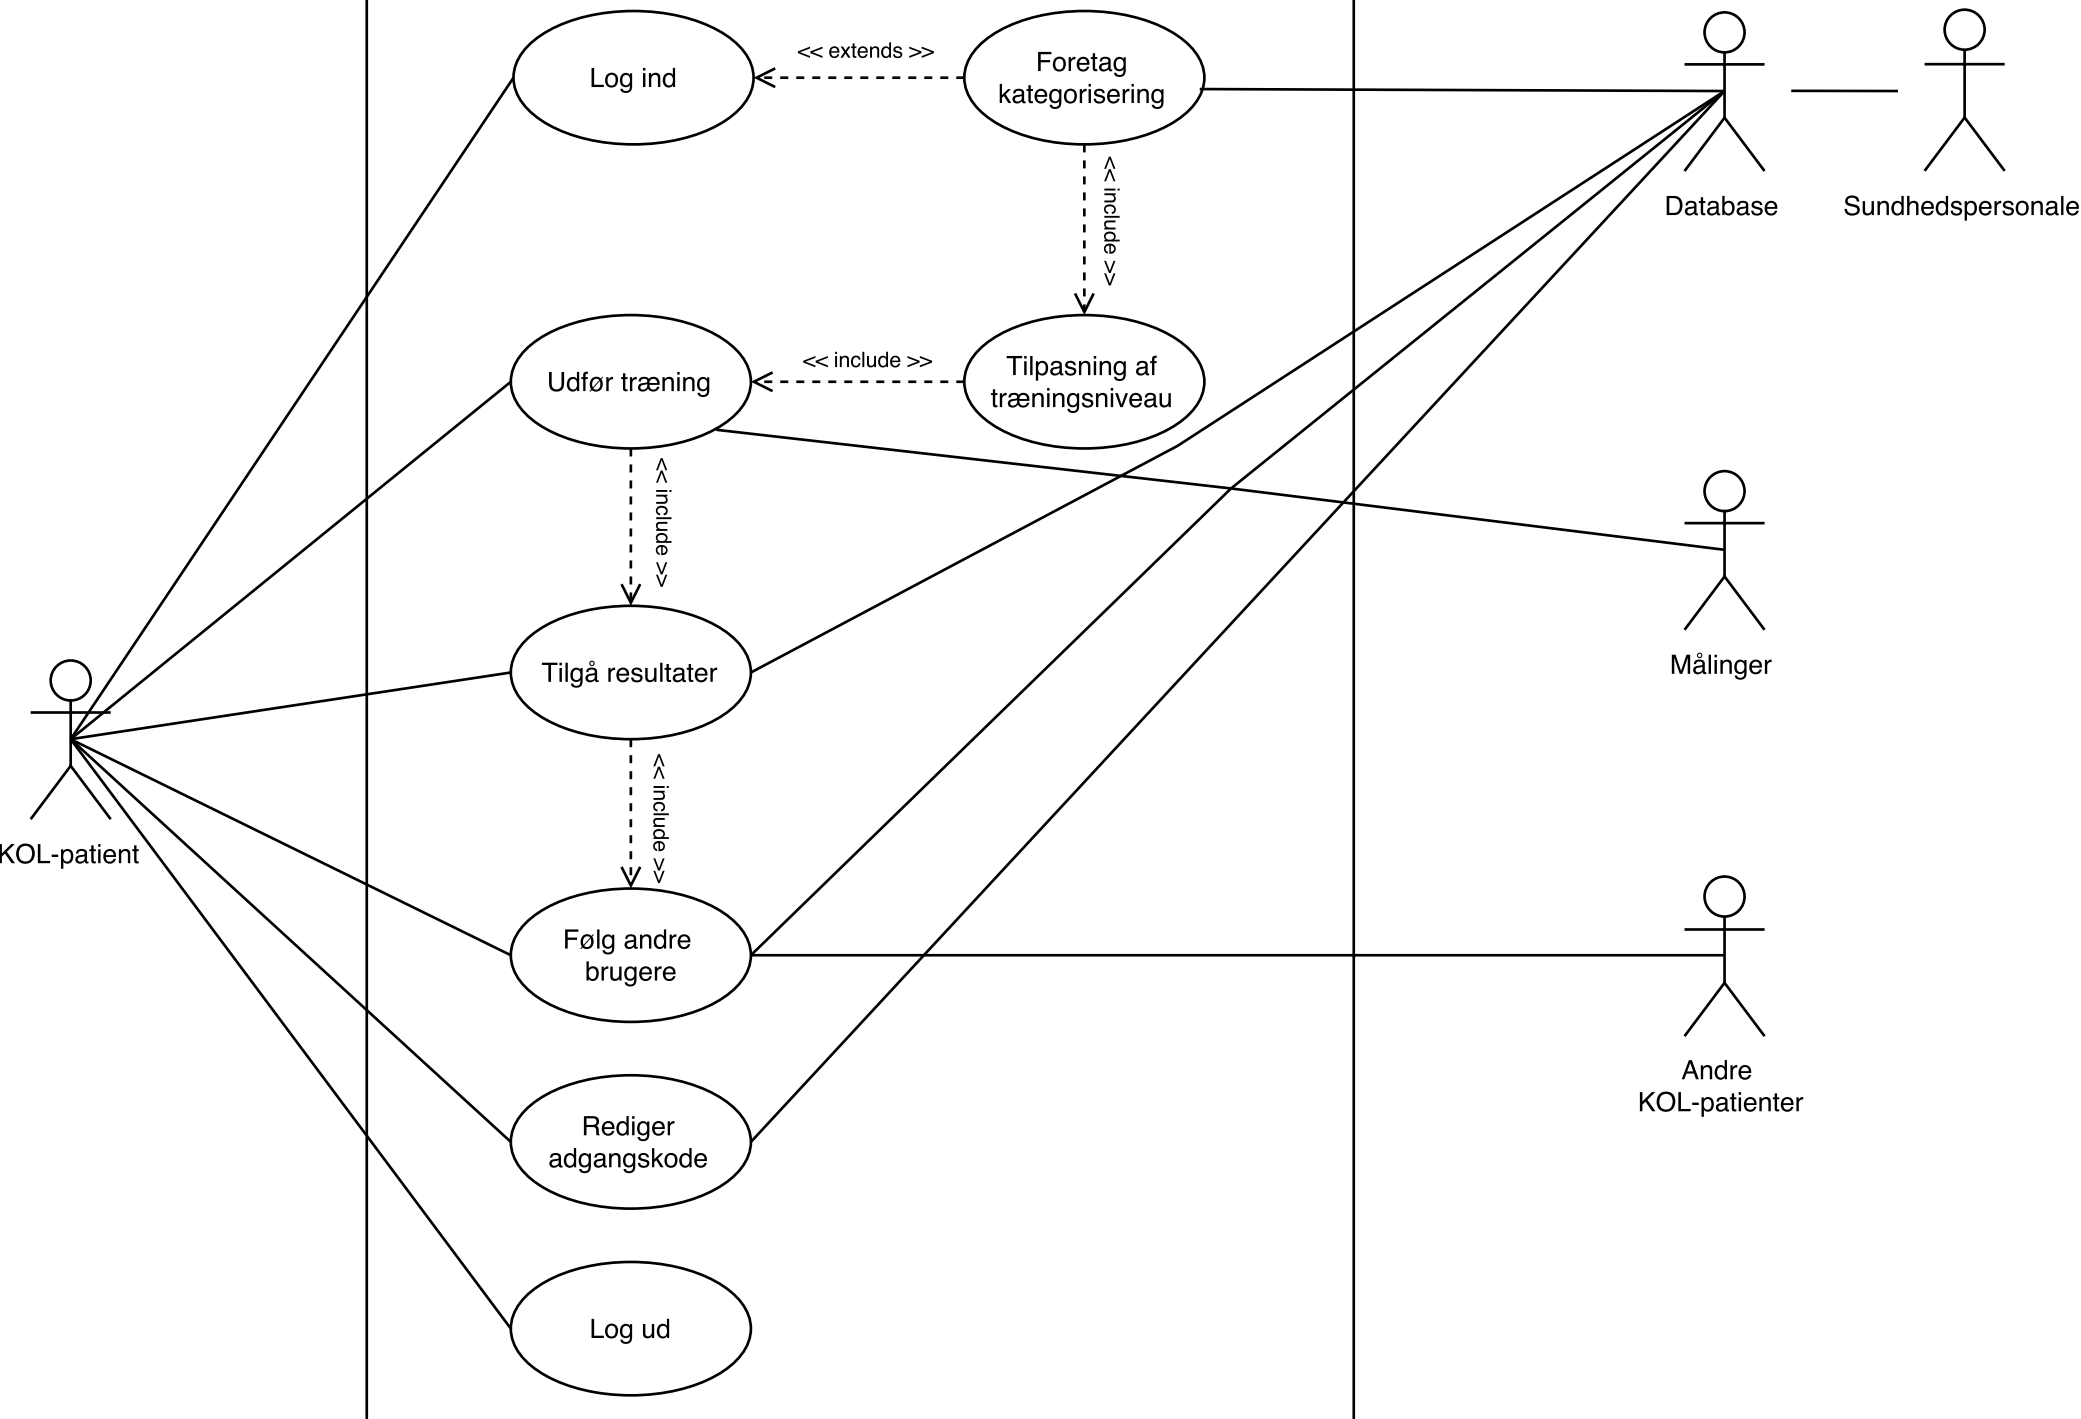 Log ind
<< extends >>
Foretag
kategorisering
Database
Sundhedspersonale
<< include >>
Udfør træning
<< include >>
Tilpasning af
træningsniveau
<< include >>
Målinger
Tilgå resultater
KOL-patient
<< include >>
Følg andre
brugere
Andre
KOL-patienter
Rediger
adgangskode
Log ud